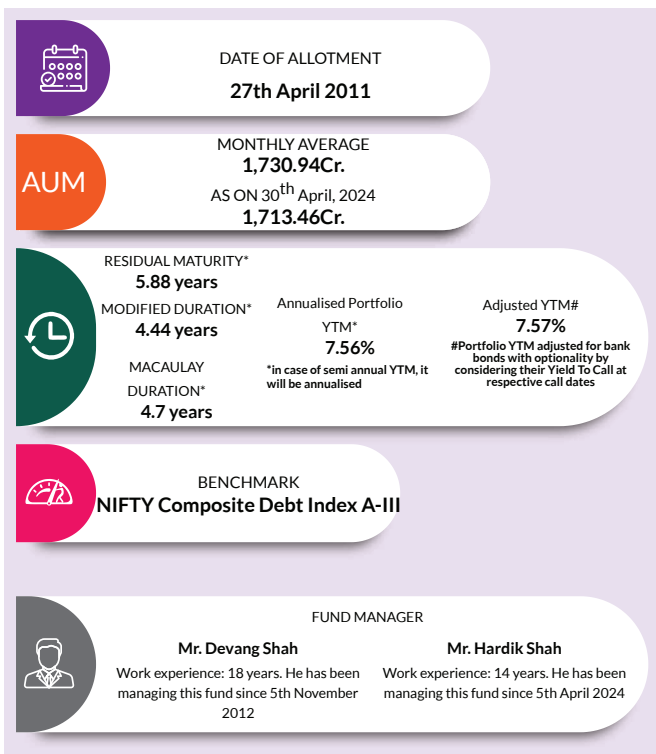 DATE OF ALLOTMENT
27th April 2011
AUM
MONTHLY AVERAGE
1,730.94Cr.
AS ON 30th April, 2024
1,713.46Cr.
RESIDUAL MATURITY*
5.88 years
MODIFIED DURATION*
4.44 years
MACAULAY
DURATION*
4.7 years
Annualised Portfolio
YTM*
7.56%
*in case of semi annual YTM, it
will be annualised
Adjusted YTM#
7.57%
#Portfolio YTM adjusted for bank
bonds with optionality by
considering their Yield To Call at
respective call dates
BENCHMARK
NIFTY Composite Debt Index A-III
FUND MANAGER
Mr. Devang Shah
Work experience: 18 years. He has been
managing this fund since 5th November
2012
Mr. Hardik Shah
Work experience: 14 years. He has been
managing this fund since 5th April 2024